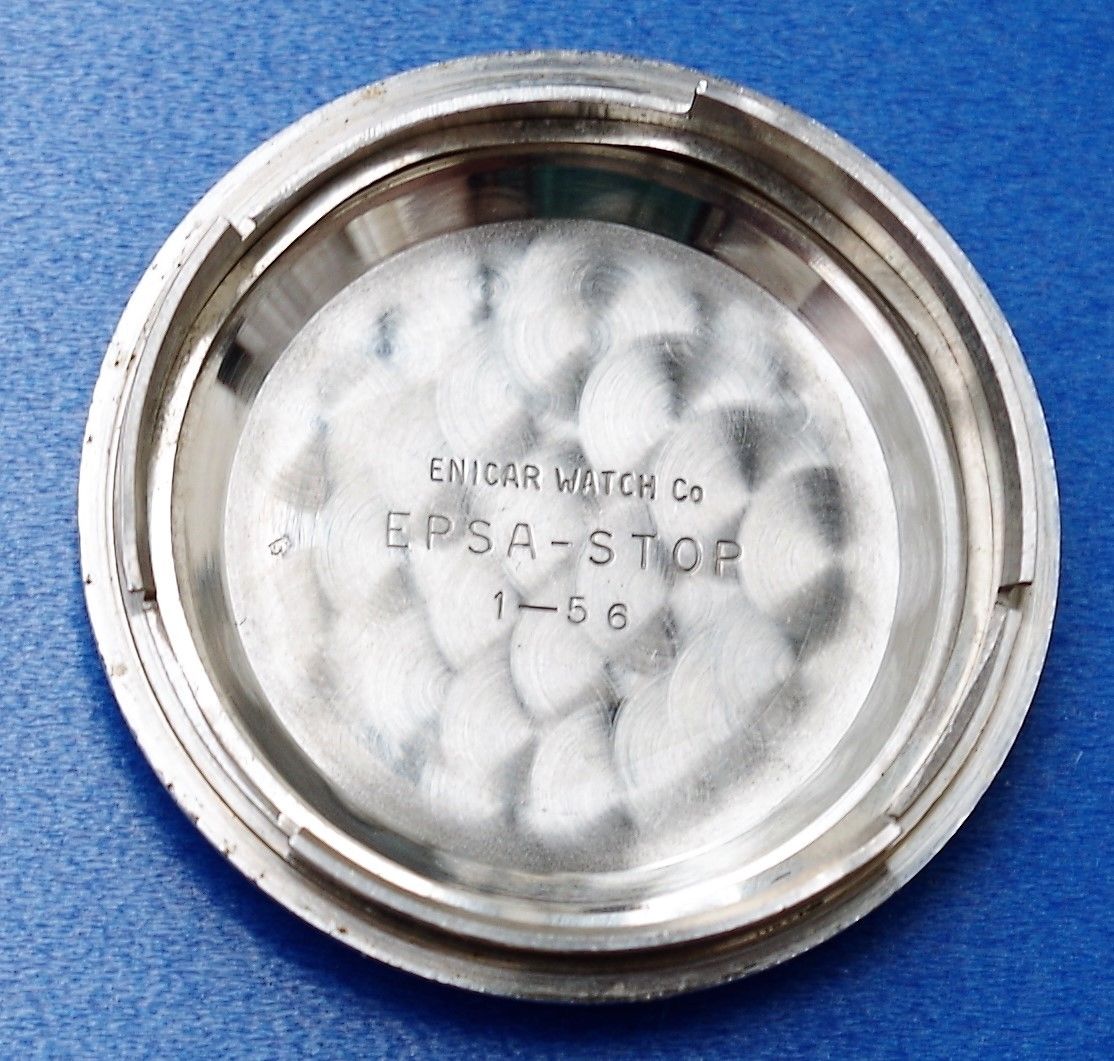 ENICAR WATCH Co
EPSA-STOP
1—56